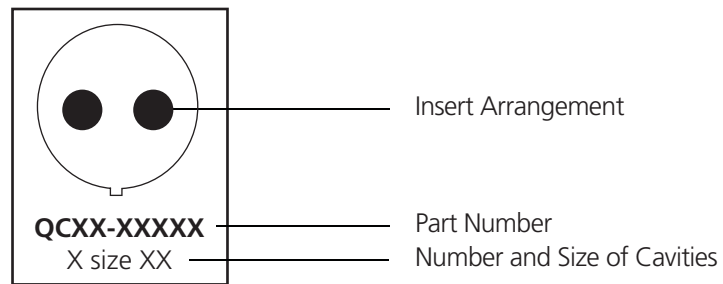 Insert Arrangement
QCXX-XXXXX
Part Number
X size XX
Number and Size of Cavities